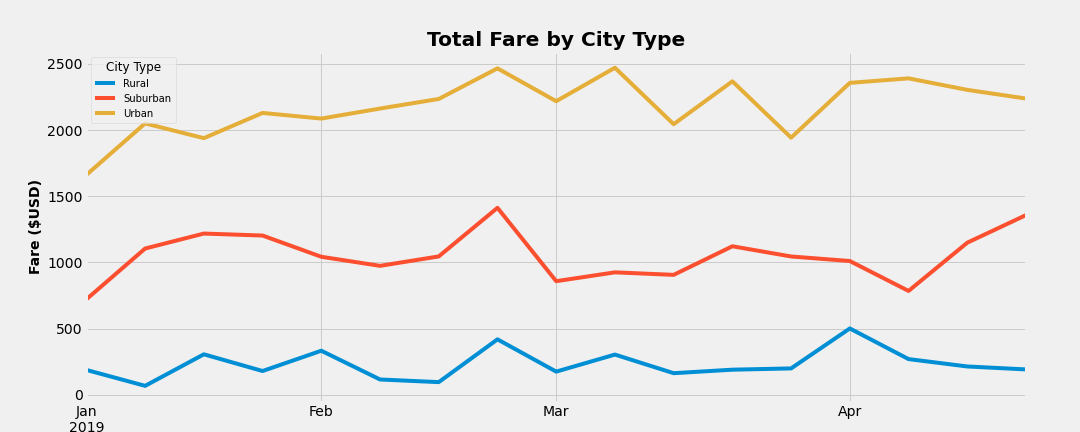 Total Fare by City Type
City Type
Rural
Suburban
Urban
Fare ($USD)
2500
2000
1500
1000
500
0
Jan
2019
Feb
Mar
Apr